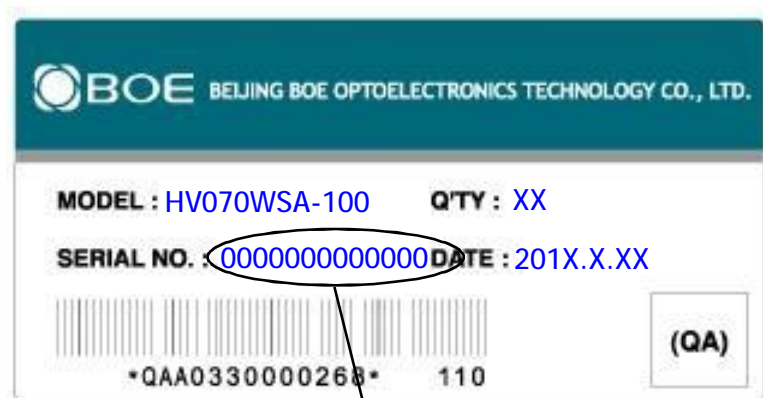 BOE BEIJING BOE OPTOELECTRONICS TECHNOLOGY CO., LTD.
MODEL : HV070WSA-100 Q'TY : XX
SERIAL NO. : 0000000000000 DATE : 201X.X.XX
(QA)
*QAA0330000268* 110